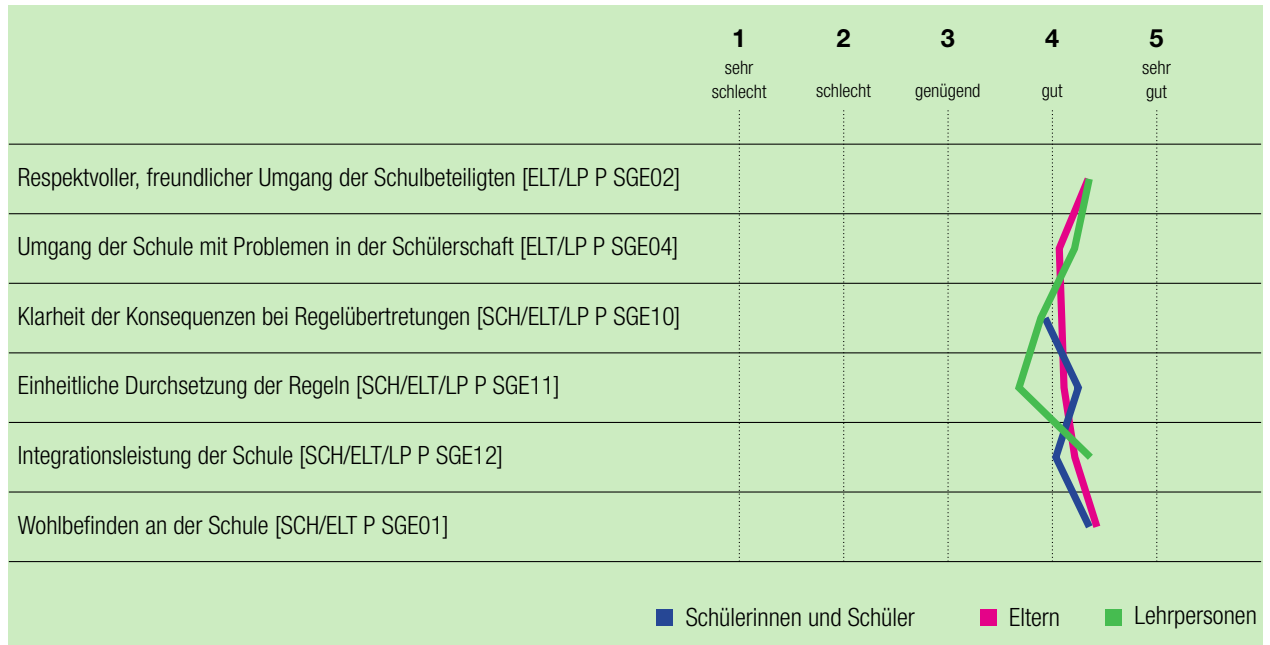 1 2 3 4 5
sehr schlecht schlecht genügend gut sehr gut
Respektvoller, freundlicher Umgang der Schulbeteiligten [ELT/LP P SGE02]
Umgang der Schule mit Problemen in der Schülerschaft [ELT/LP P SGE04]
Klarheit der Konsequenzen bei Regelübertretungen [SCH/ELT/LP P SGE10]
Einheitliche Durchsetzung der Regeln [SCH/ELT/LP P SGE11]
Integrationsleistung der Schule [SCH/ELT/LP P SGE12]
Wohlbefinden an der Schule [SCH/ELT P SGE01]
Schülerinnen und Schüler Eltern Lehrpersonen